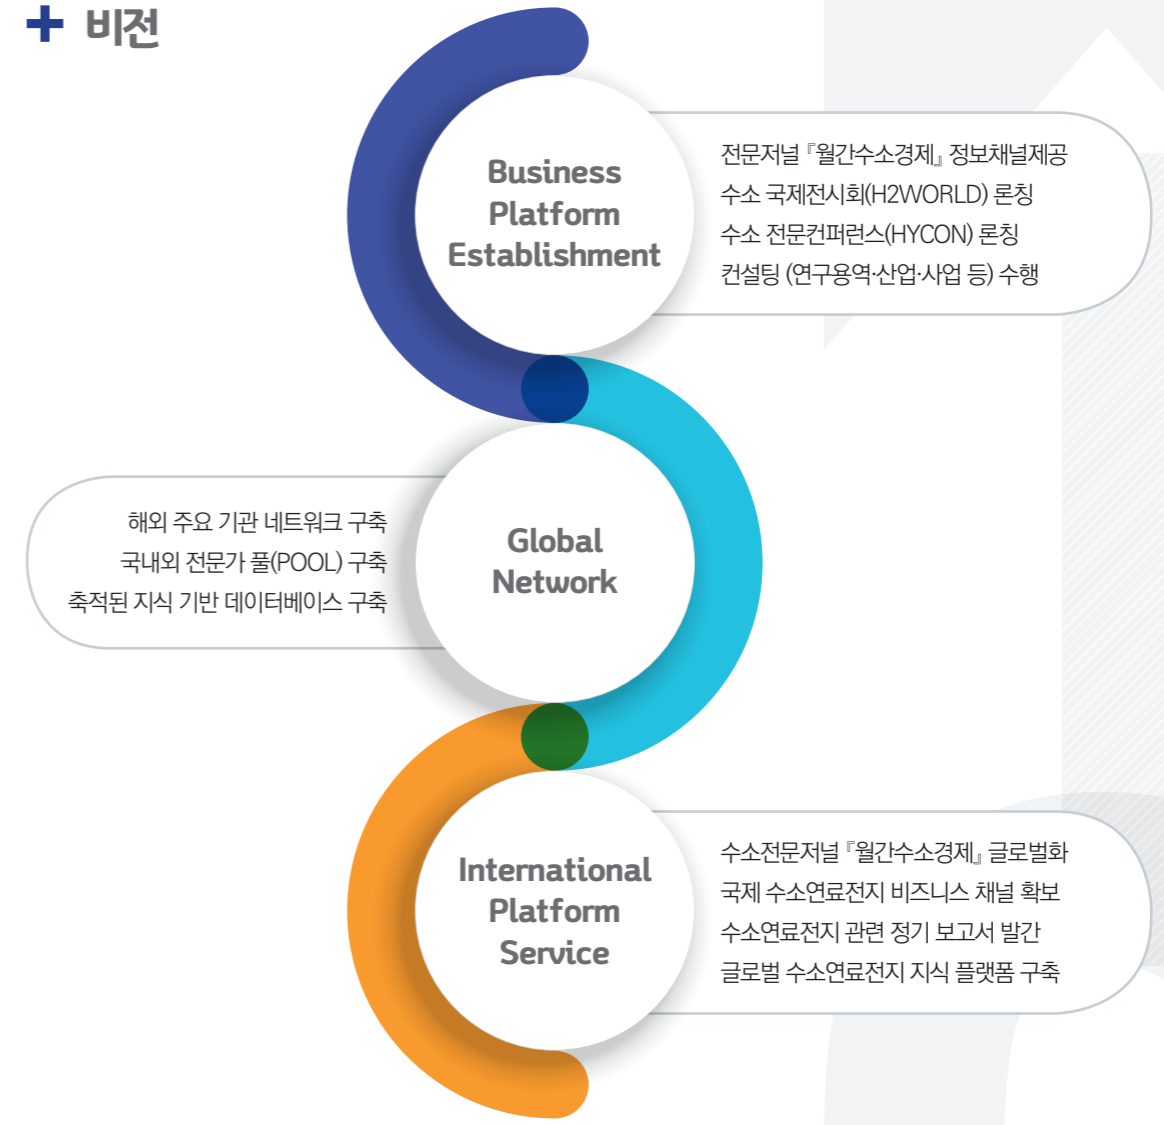 + 비전
Business
Platform
Establishment
전문저널 『월간수소경제』 정보채널제공
수소 국제전시회(H2WORLD) 론칭
수소 전문컨퍼런스(HYCON) 론칭
컨설팅 (연구용역·산업·사업 등) 수행
해외 주요 기관 네트워크 구축
국내외 전문가 풀(POOL) 구축
축적된 지식 기반 데이터베이스 구축
Global
Network
International
Platform
Service
수소전문저널 『월간수소경제』 글로벌화
국제 수소연료전지 비즈니스 채널 확보
수소연료전지 관련 정기 보고서 발간
글로벌 수소연료전지 지식 플랫폼 구축